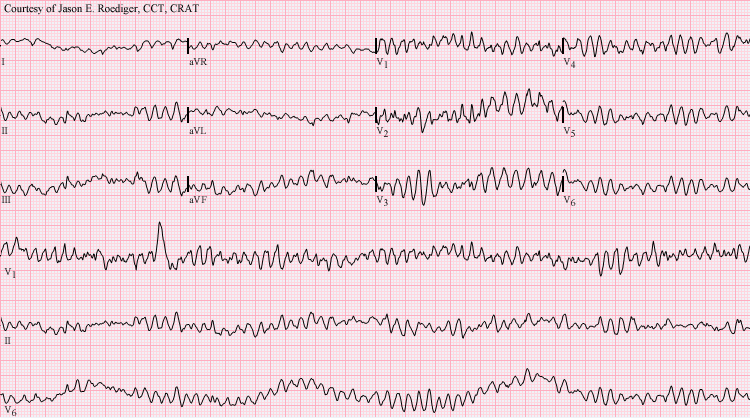 Courtesy of Jason E. Roediger, CCT, CRAT
I aVR V1 V4
II aVL V2 V5
III aVF V3 V6
V1
II
V6